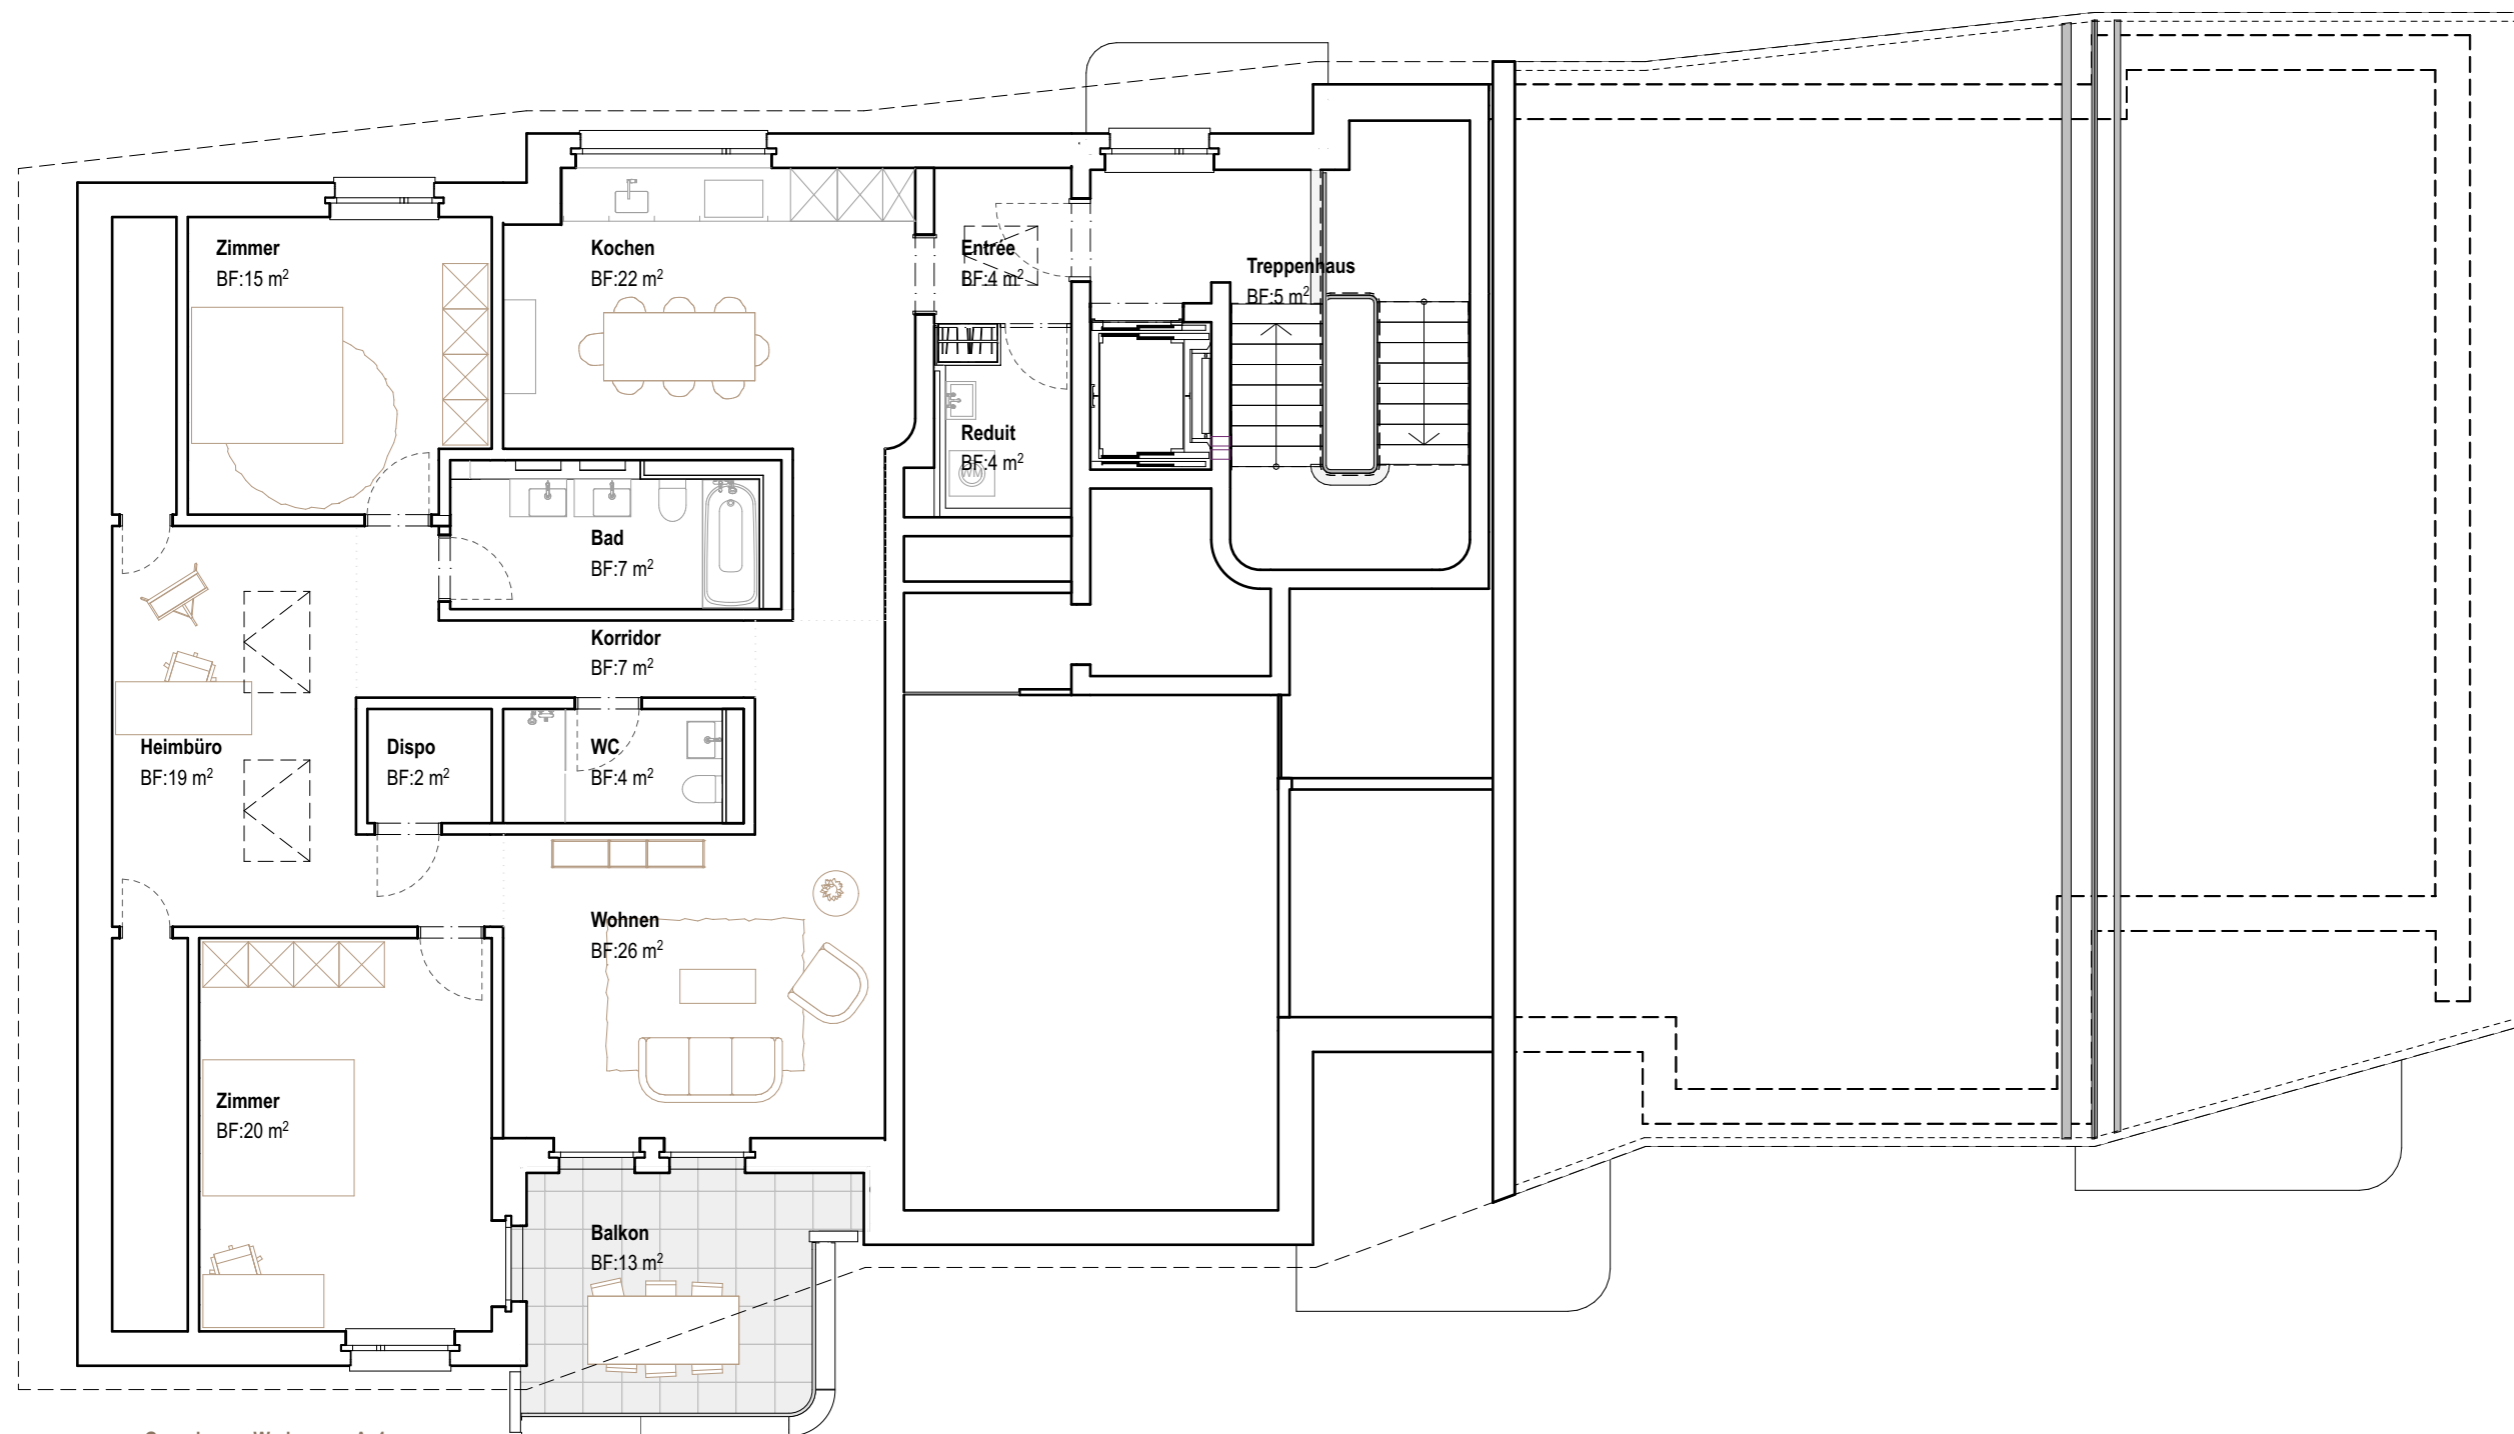 Zimmer
BF:15 m²
Kochen
BF:22 m²
Entrée
BF:4 m²
Treppenhaus
BF:5 m²
Reduit
BF:4 m²
WM
Bad
BF:7 m²
Korridor
BF:7 m²
Heimbüro
BF:19 m²
Dispo
BF:2 m²
WC
BF:4 m²
Wohnen
BF:26 m²
Zimmer
BF:20 m²
Balkon
BF:13 m²